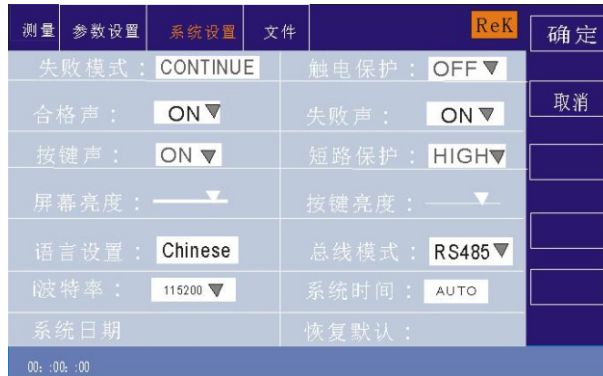 测量 参数设置 系统设置 文件 ReK 确定
失败模式： CONTINUE 触电保护： OFF▼
取消
合格声： ON▼ 失败声： ON▼
按键声： ON▼ 短路保护： HIGH▼
屏幕亮度： 按键亮度：
语言设置： Chinese 总线模式： RS485▼
i波特率： 115200▼ 系统时间： AUTO
系统日期 恢复默认：
00: :00: :00